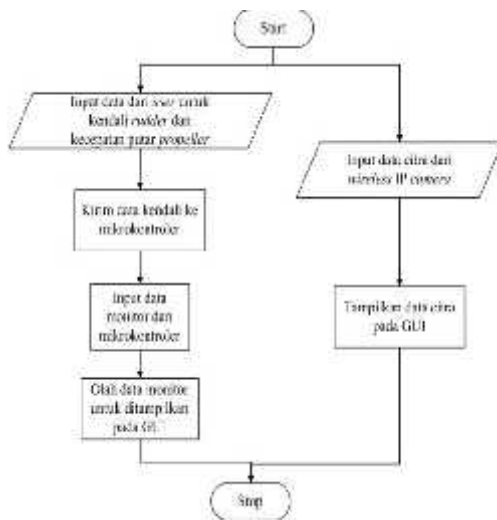 Start
Input data dari user untuk
kendali rudder dan
kecepatan putar propeller
Input data citra dari
wireless IP camera
Kirim data kendali ke
mikrokontroler
Input data
monitor dari
mikrokontroler
Tampilkan data citra
pada GUI
Olah data monitor
untuk ditampilkan
pada GUI
Stop